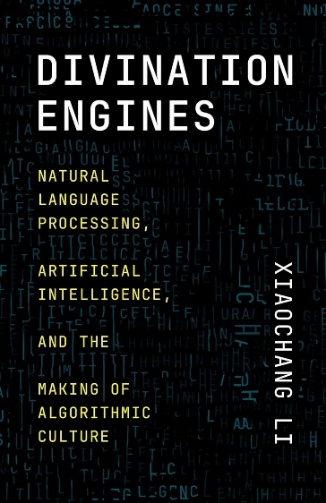 DIVINATION
ENGINES
NATURAL
LANGUAGE
PROCESSING,
ARTIFICIAL
INTELLIGENCE,
AND THE
MAKING OF
ALGORITHMIC
CULTURE
XIAOCHANG LI